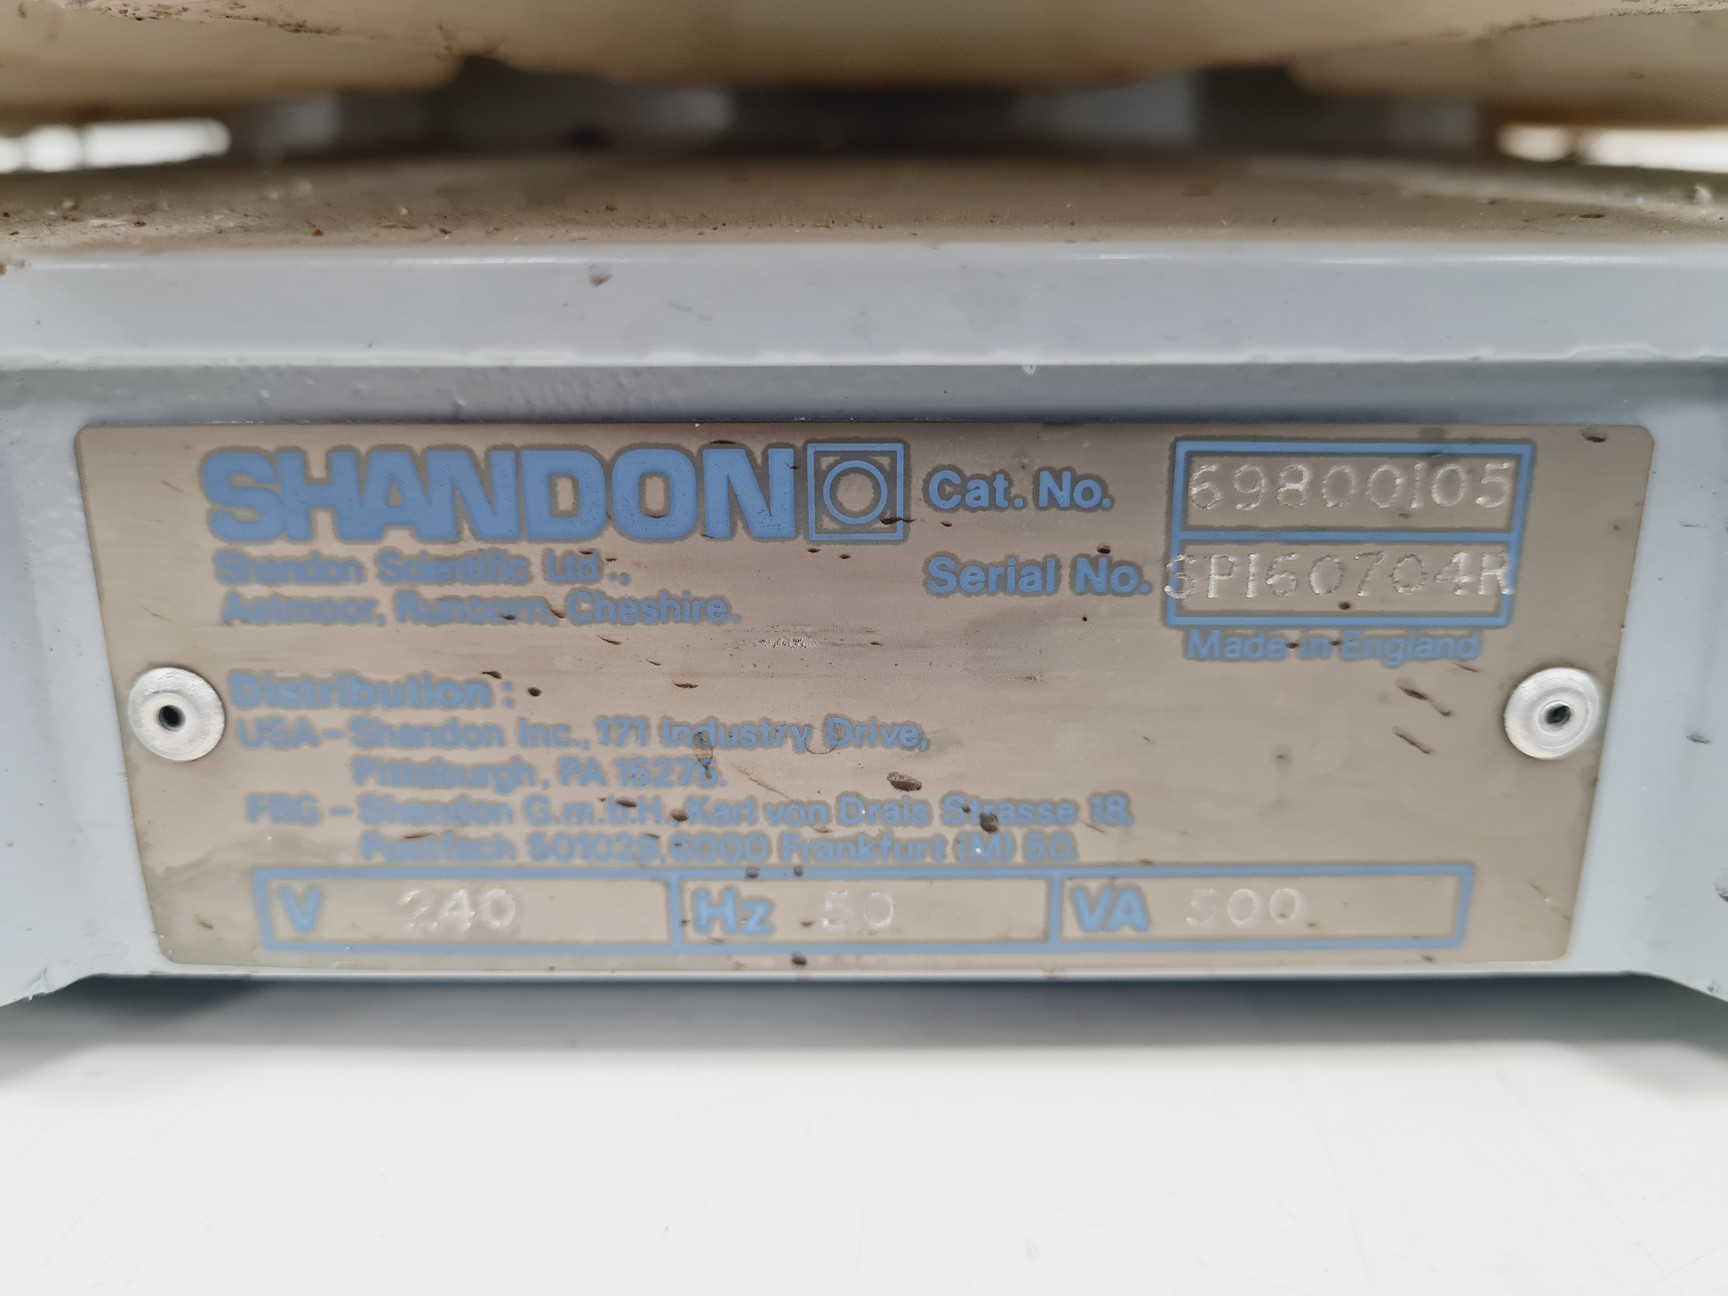 SHANDON
Cat. No. 69800105
Shandon Scientific Ltd.,
Serial No. SP160704R
Astmoor, Runcorn, Cheshire.
Made in England
Distribution:
USA - Shandon Inc., 171 Industry Drive,
Pittsburgh, PA 15275.
FRG - Shandon G.m.b.H., Karl von Drais Strasse 18,
Postfach 501029, 6000 Frankfurt (M) 50.
V 240 Hz 50 VA 500